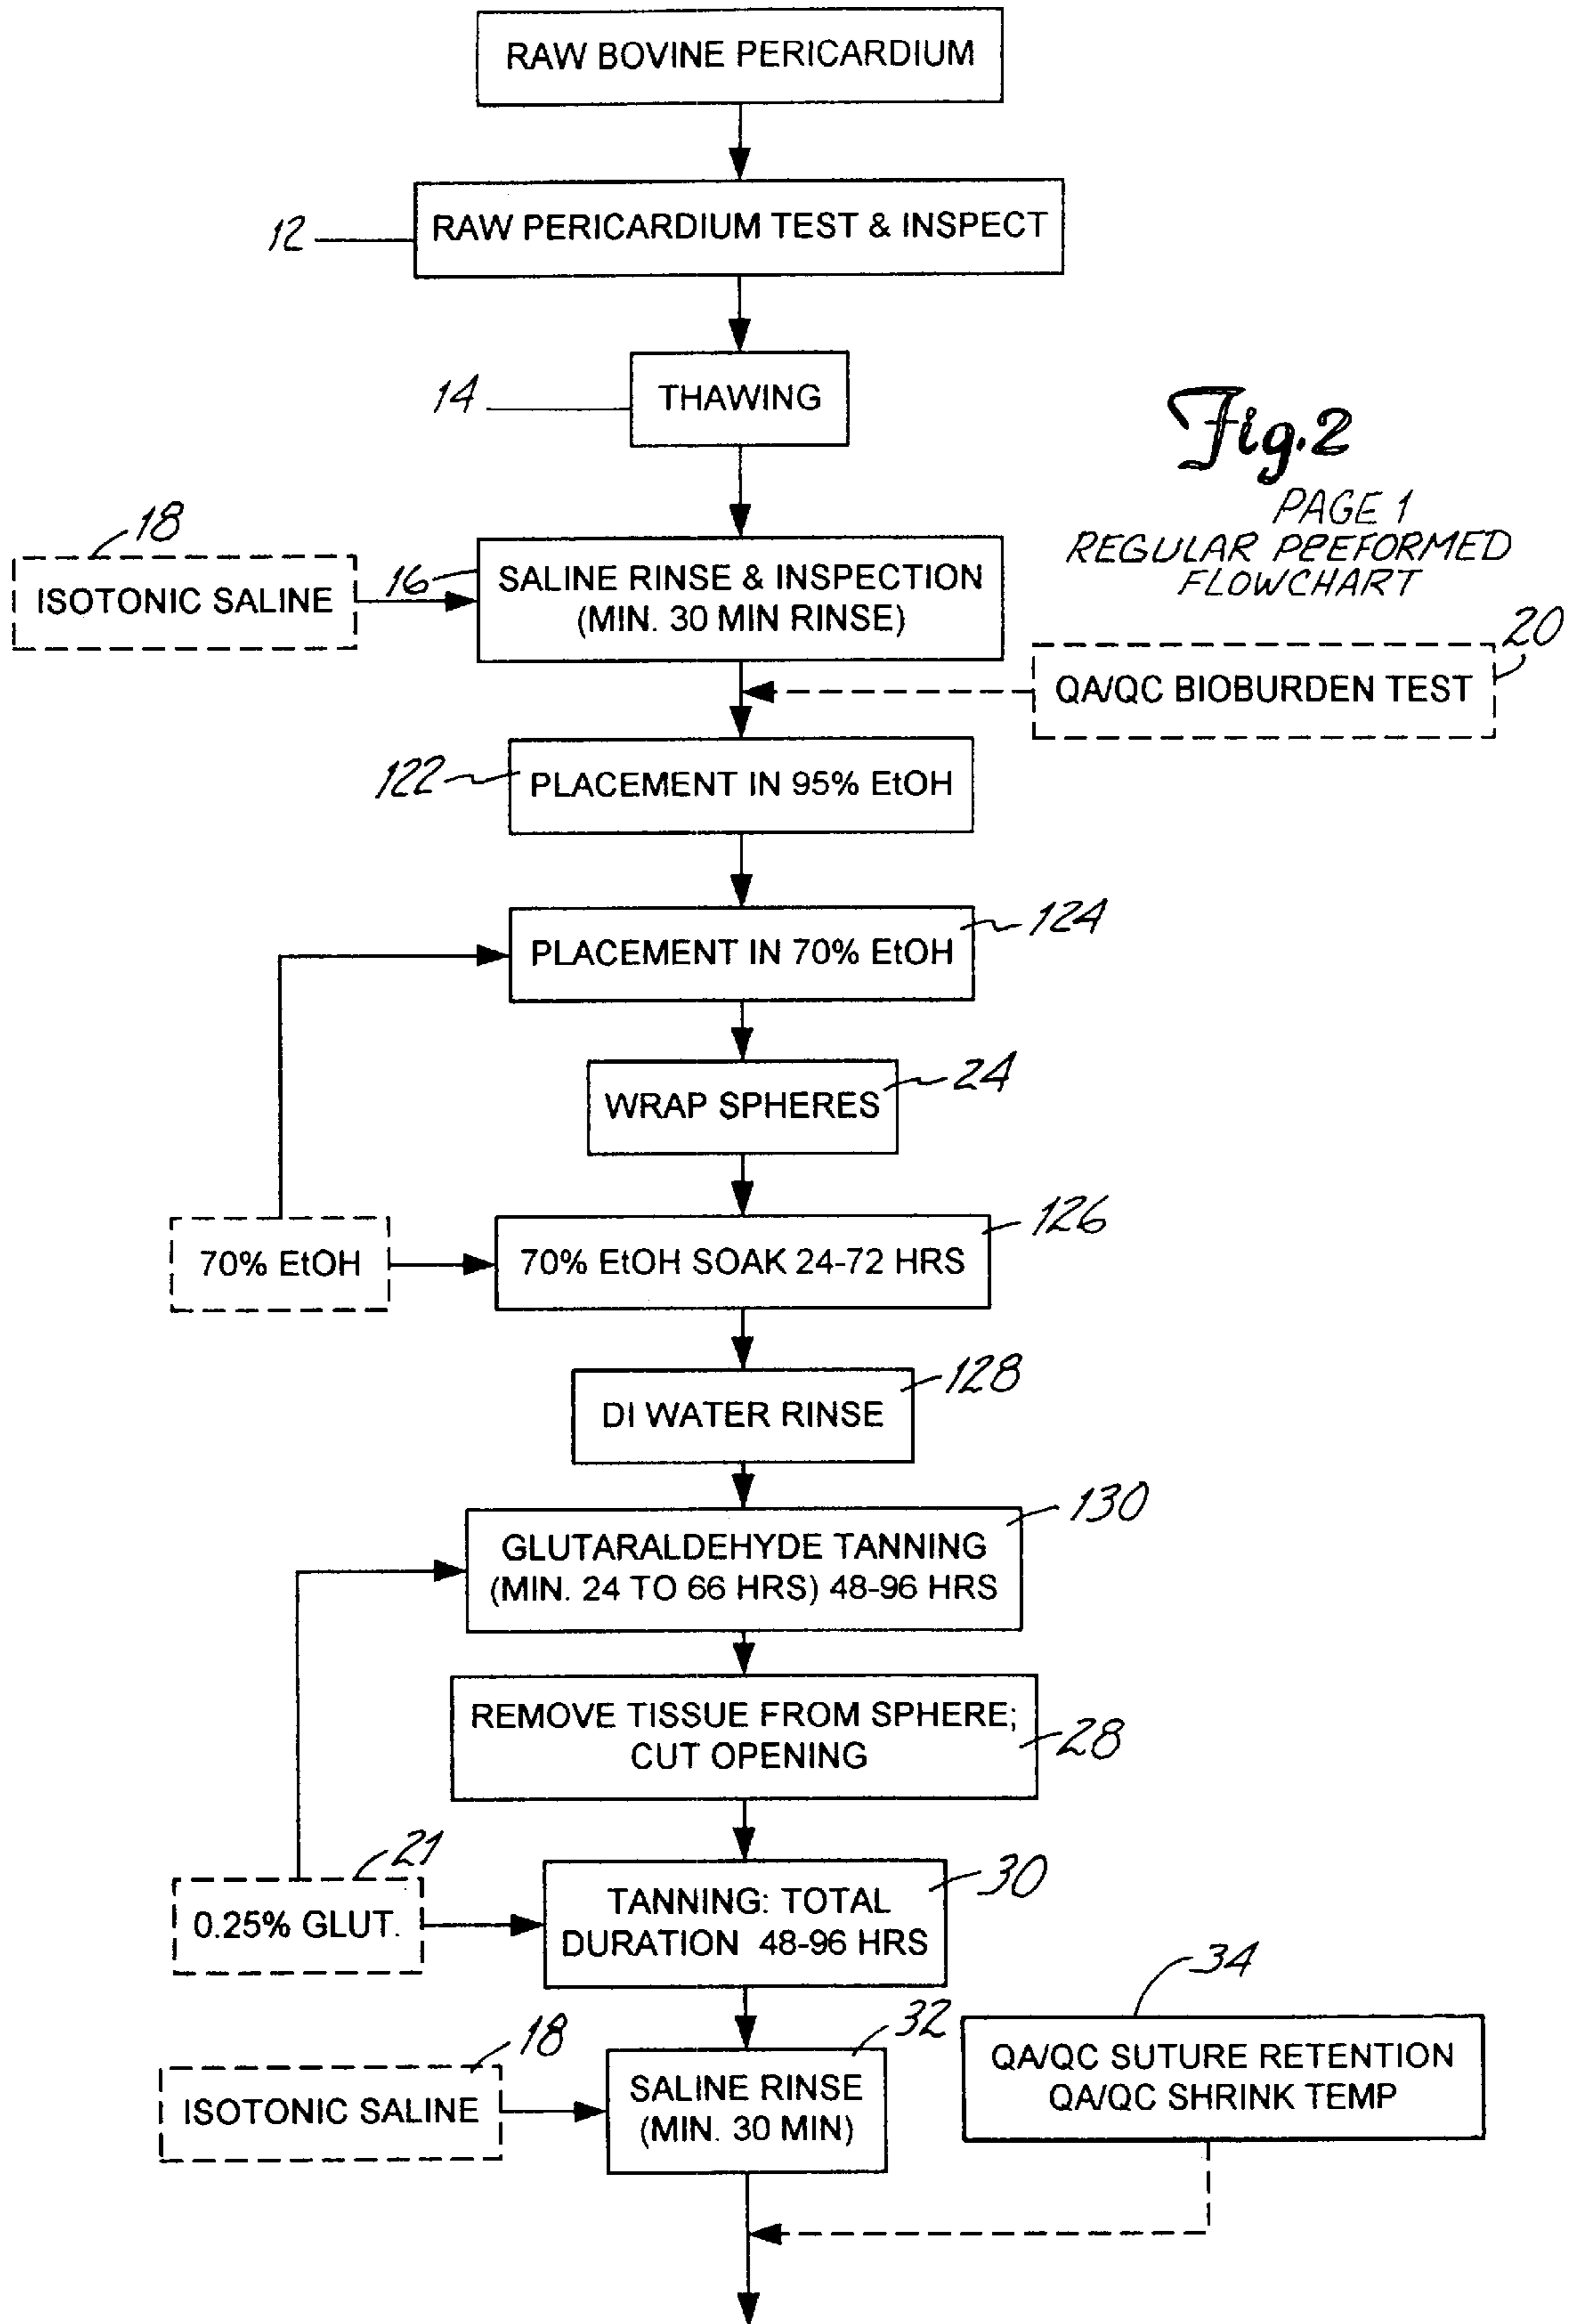 RAW BOVINE PERICARDIUM
12
RAW PERICARDIUM TEST & INSPECT
14
THAWING
Fig.2
PAGE 1
REGULAR PREFORMED
FLOWCHART
18
ISOTONIC SALINE
16
SALINE RINSE & INSPECTION
(MIN. 30 MIN RINSE)
20
QA/QC BIOBURDEN TEST
122
PLACEMENT IN 95% EtOH
124
PLACEMENT IN 70% EtOH
24
WRAP SPHERES
126
70% EtOH
70% EtOH SOAK 24-72 HRS
128
DI WATER RINSE
130
GLUTARALDEHYDE TANNING
(MIN. 24 TO 66 HRS) 48-96 HRS
REMOVE TISSUE FROM SPHERE;
CUT OPENING
28
21
0.25% GLUT.
30
TANNING: TOTAL
DURATION 48-96 HRS
34
18
ISOTONIC SALINE
32
SALINE RINSE
(MIN. 30 MIN)
QA/QC SUTURE RETENTION
QA/QC SHRINK TEMP